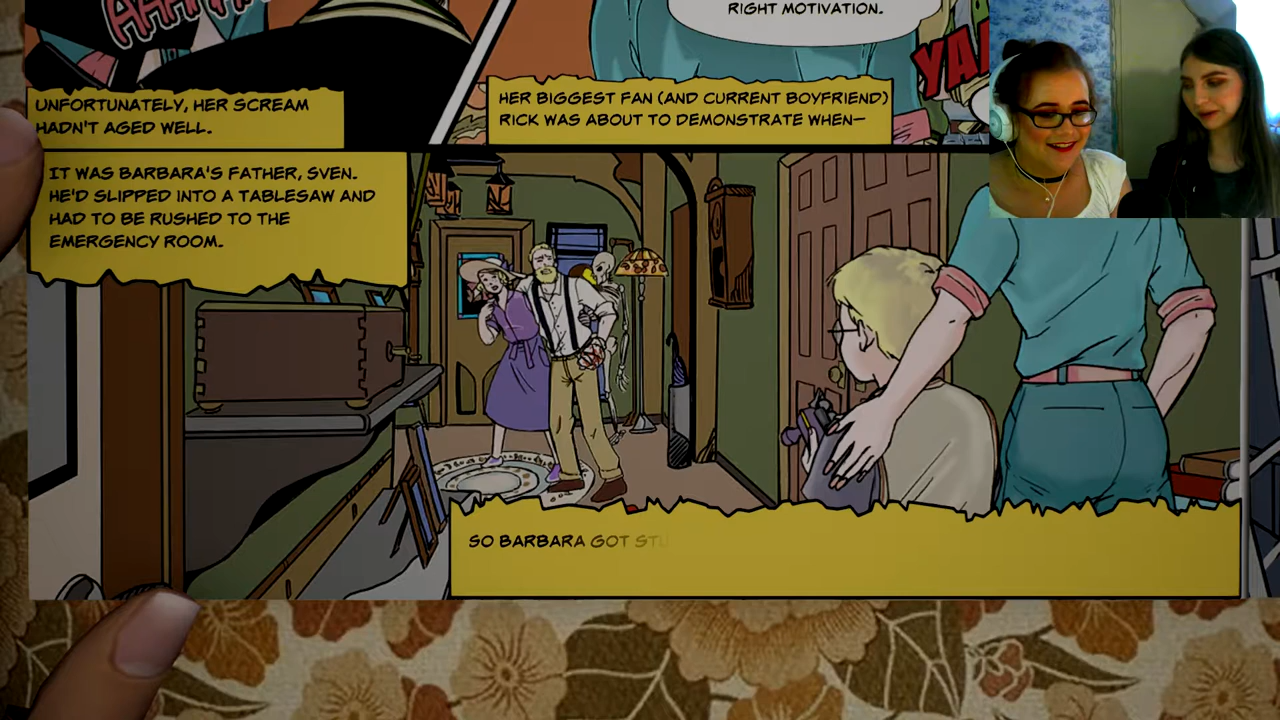 RIGHT MOTIVATION.
UNFORTUNATELY, HER SCREAM
HADN'T AGED WELL.
HER BIGGEST FAN (AND CURRENT BOYFRIEND)
RICK WAS ABOUT TO DEMONSTRATE WHEN—
IT WAS BARBARA'S FATHER, SVEN.
HE'D SLIPPED INTO A TABLESAW AND
HAD TO BE RUSHED TO THE
EMERGENCY ROOM.
SO BARBARA GOT STU